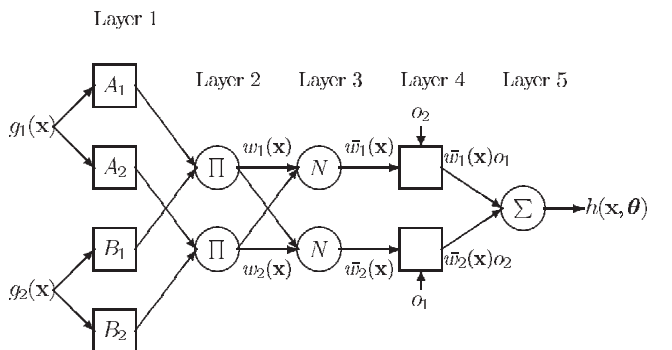 Layer 1
Layer 2
Layer 3
Layer 4
Layer 5
g₁(x)
g₂(x)
A₁
A₂
B₁
B₂
∏
∏
w₁(x)
w₂(x)
N
N
w̄₁(x)
w̄₂(x)
o₂
o₁
w̄₁(x)o₁
w̄₂(x)o₂
Σ
h(x, θ)